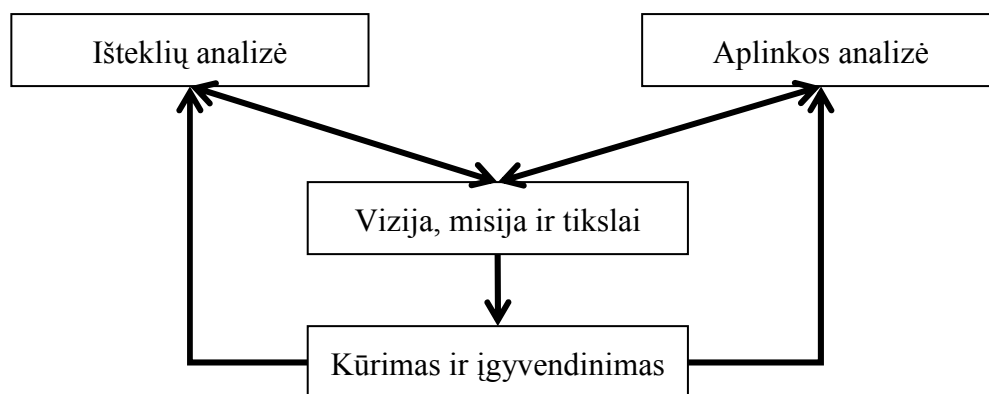 Išteklių analizė
Aplinkos analizė
Vizija, misija ir tikslai
Kūrimas ir įgyvendinimas